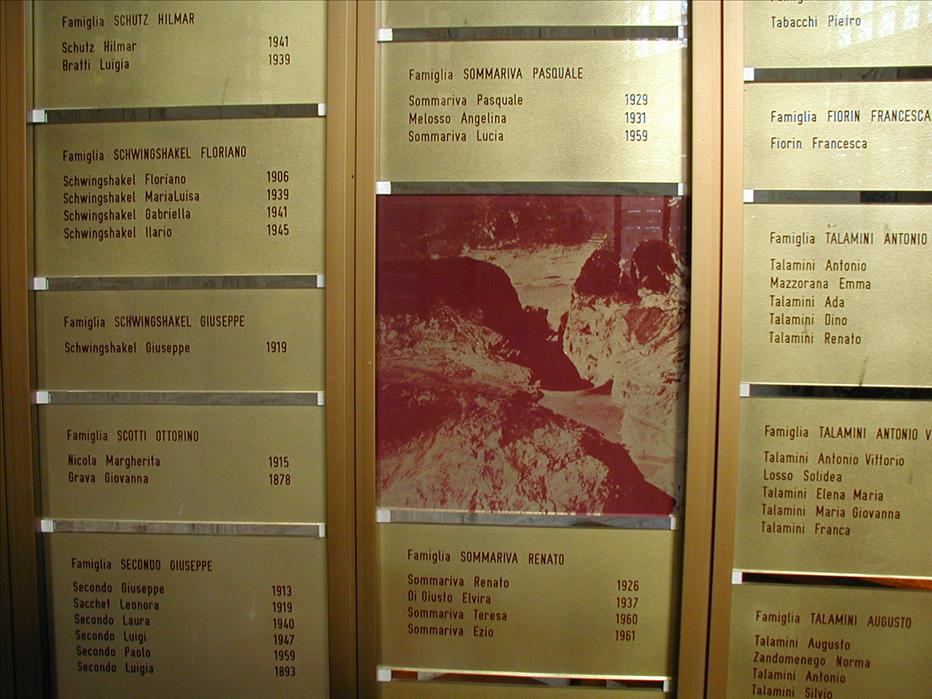 Famiglia SCHUTZ HILMAR
Schutz Hilmar 1941
Bratti Luigia 1939
Famiglia SCHWINGSHAKEL FLORIANO
Schwingshakel Floriano 1906
Schwingshakel MariaLuisa 1939
Schwingshakel Gabriella 1941
Schwingshakel Ilario 1945
Famiglia SCHWINGSHAKEL GIUSEPPE
Schwingshakel Giuseppe 1919
Famiglia SCOTTI OTTORINO
Nicola Margherita 1915
Grava Giovanna 1878
Famiglia SECONDO GIUSEPPE
Secondo Giuseppe 1913
Sacchet Leonora 1919
Secondo Laura 1940
Secondo Luigi 1947
Secondo Paolo 1959
Secondo Luigia 1893
Famiglia SOMMARIVA PASQUALE
Sommariva Pasquale 1929
Melosso Angelina 1931
Sommariva Lucia 1959
Famiglia SOMMARIVA RENATO
Sommariva Renato 1926
Di Giusto Elvira 1937
Sommariva Teresa 1960
Sommariva Ezio 1961
Tabacchi Pietro
Famiglia FIORIN FRANCESCA
Fiorin Francesca
Famiglia TALAMINI ANTONIO
Talamini Antonio
Mazzorana Emma
Talamini Ada
Talamini Dino
Talamini Renato
Famiglia TALAMINI ANTONIO V
Talamini Antonio Vittorio
Losso Solidea
Talamini Elena Maria
Talamini Maria Giovanna
Talamini Franca
Famiglia TALAMINI AUGUSTO
Talamini Augusto
Zandomenego Norma
Talamini Antonio
Talamini Silvio